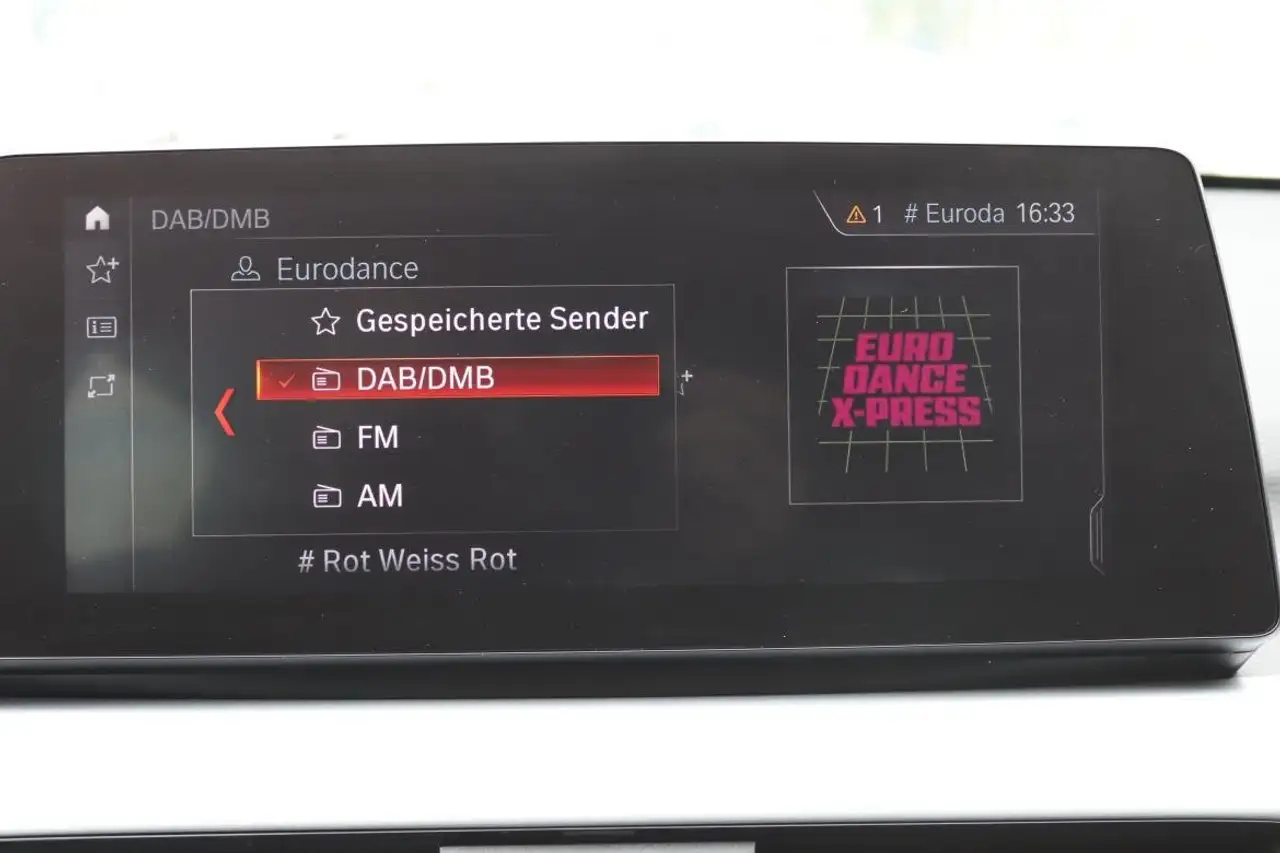 DAB/DMB
1 # Euroda 16:33
Eurodance
Gespeicherte Sender
DAB/DMB
FM
AM
# Rot Weiss Rot
EURO
DANCE
X-PRESS